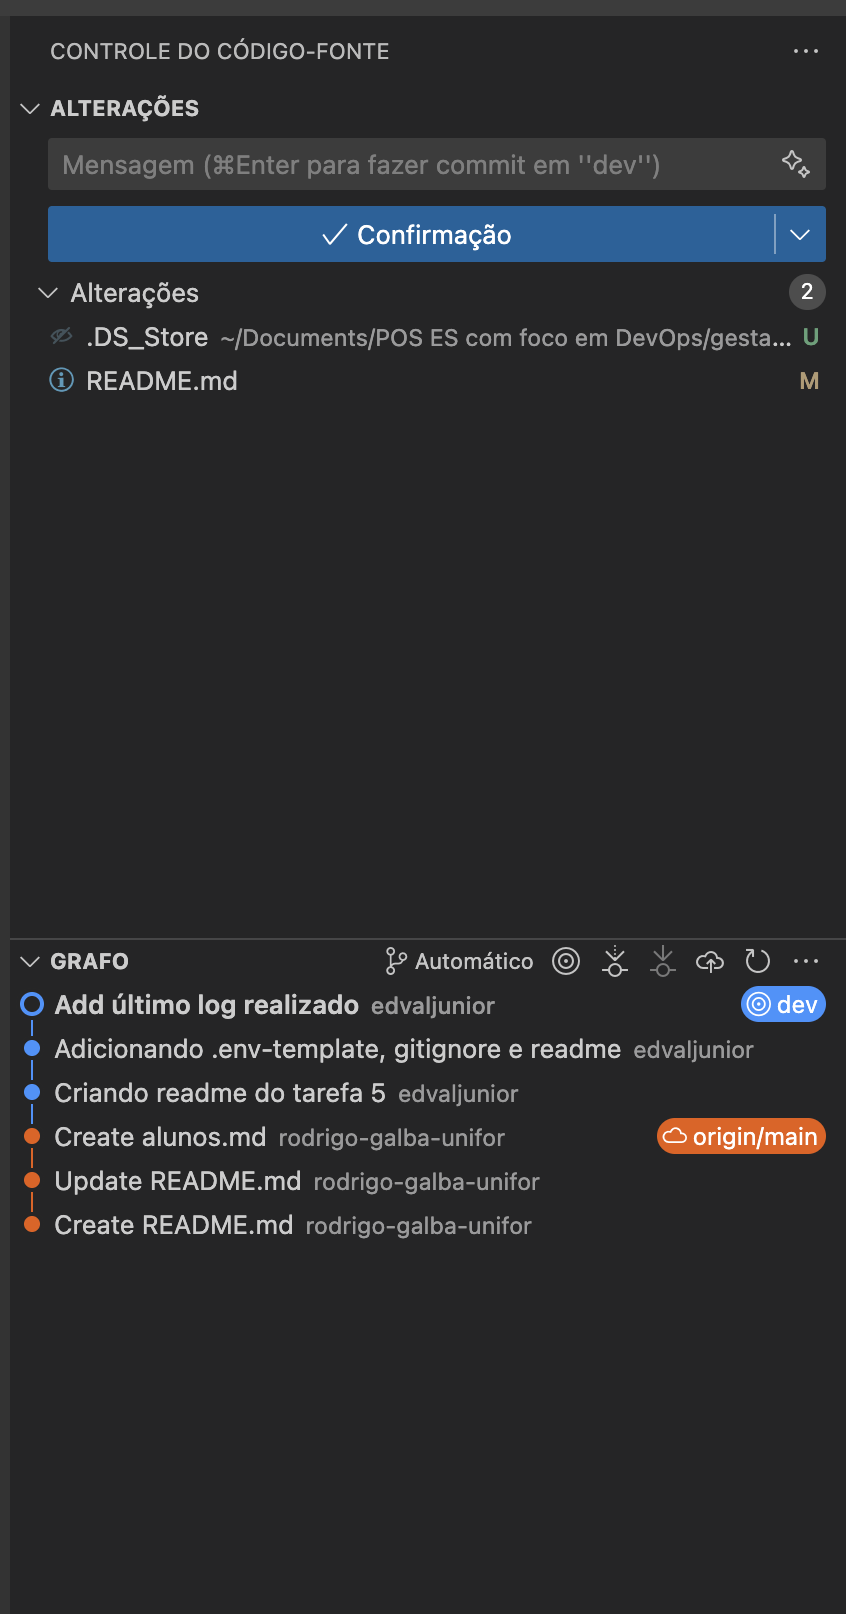 CONTROLE DO CÓDIGO-FONTE
ALTERAÇÕES
Mensagem (⌘Enter para fazer commit em ''dev'')
Confirmação
Alterações 2
.DS_Store ~/Documents/POS ES com foco em DevOps/gesta... U
README.md M
GRAFO Automático
Add último log realizado edvaljunior dev
Adicionando .env-template, gitignore e readme edvaljunior
Criando readme do tarefa 5 edvaljunior
Create alunos.md rodrigo-galba-unifor origin/main
Update README.md rodrigo-galba-unifor
Create README.md rodrigo-galba-unifor